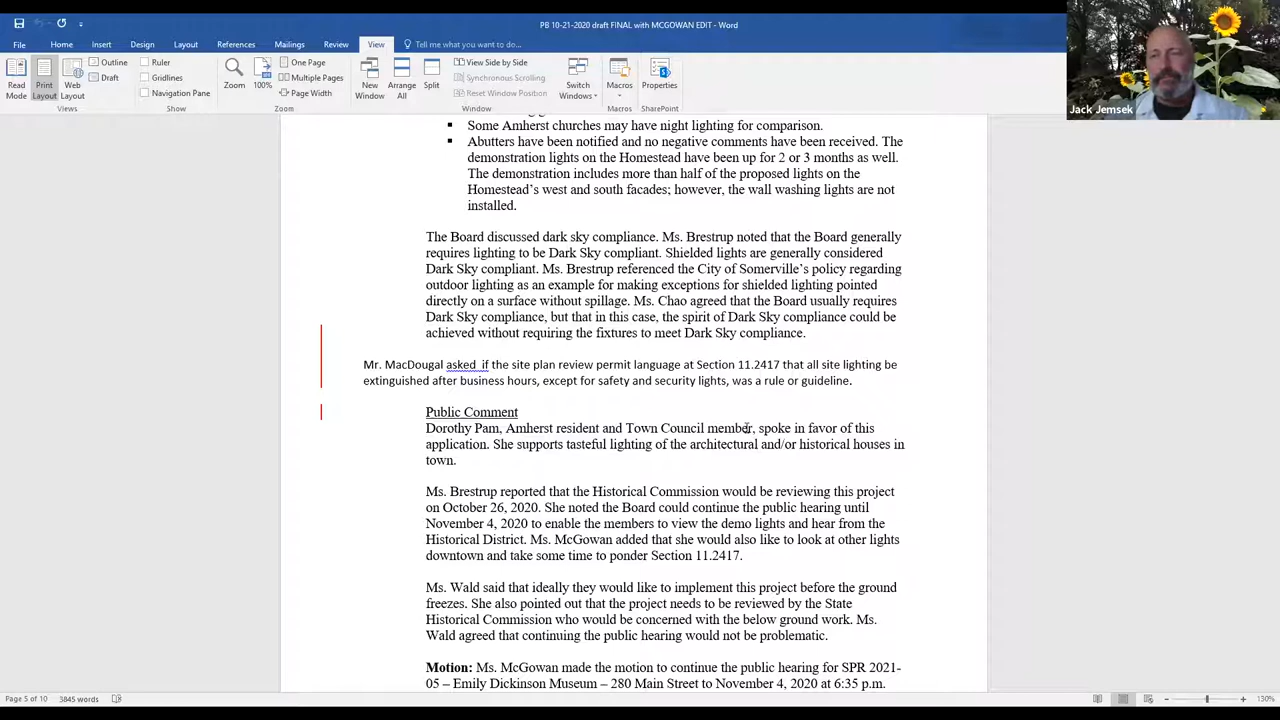 PB 10-21-2020 draft FINAL with MCGOWAN EDIT - Word
File Home Insert Design Layout References Mailings Review View Tell me what you want to do...
Read Mode
Print Layout
Web Layout
Outline
Draft
Views
Ruler
Gridlines
Navigation Pane
Show
Zoom
100%
One Page
Multiple Pages
Page Width
Zoom
New Window
Arrange All
Split
View Side by Side
Synchronous Scrolling
Reset Window Position
Window
Switch Windows
Macros
Macros
Properties
SharePoint
Jack Jemsek
▪ Some Amherst churches may have night lighting for comparison.
▪ Abutters have been notified and no negative comments have been received. The
demonstration lights on the Homestead have been up for 2 or 3 months as well.
The demonstration includes more than half of the proposed lights on the
Homestead's west and south facades; however, the wall washing lights are not
installed.
The Board discussed dark sky compliance. Ms. Brestrup noted that the Board generally
requires lighting to be Dark Sky compliant. Shielded lights are generally considered
Dark Sky compliant. Ms. Brestrup referenced the City of Somerville's policy regarding
outdoor lighting as an example for making exceptions for shielded lighting pointed
directly on a surface without spillage. Ms. Chao agreed that the Board usually requires
Dark Sky compliance, but that in this case, the spirit of Dark Sky compliance could be
achieved without requiring the fixtures to meet Dark Sky compliance.
Mr. MacDougal asked  if the site plan review permit language at Section 11.2417 that all site lighting be
extinguished after business hours, except for safety and security lights, was a rule or guideline.
Public Comment
Dorothy Pam, Amherst resident and Town Council member, spoke in favor of this
application. She supports tasteful lighting of the architectural and/or historical houses in
town.
Ms. Brestrup reported that the Historical Commission would be reviewing this project
on October 26, 2020. She noted the Board could continue the public hearing until
November 4, 2020 to enable the members to view the demo lights and hear from the
Historical District. Ms. McGowan added that she would also like to look at other lights
downtown and take some time to ponder Section 11.2417.
Ms. Wald said that ideally they would like to implement this project before the ground
freezes. She also pointed out that the project needs to be reviewed by the State
Historical Commission who would be concerned with the below ground work. Ms.
Wald agreed that continuing the public hearing would not be problematic.
Motion: Ms. McGowan made the motion to continue the public hearing for SPR 2021-
05 – Emily Dickinson Museum – 280 Main Street to November 4, 2020 at 6:35 p.m.
Page 5 of 10 3845 words 130%